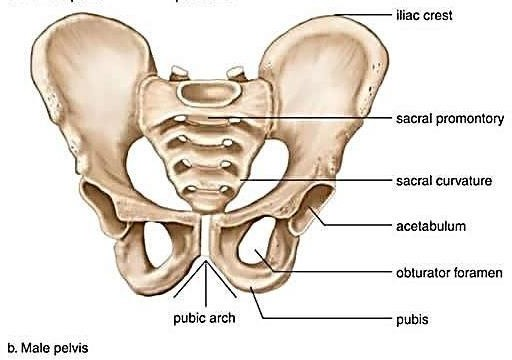 iliac crest
sacral promontory
sacral curvature
acetabulum
obturator foramen
pubic arch
pubis
b. Male pelvis